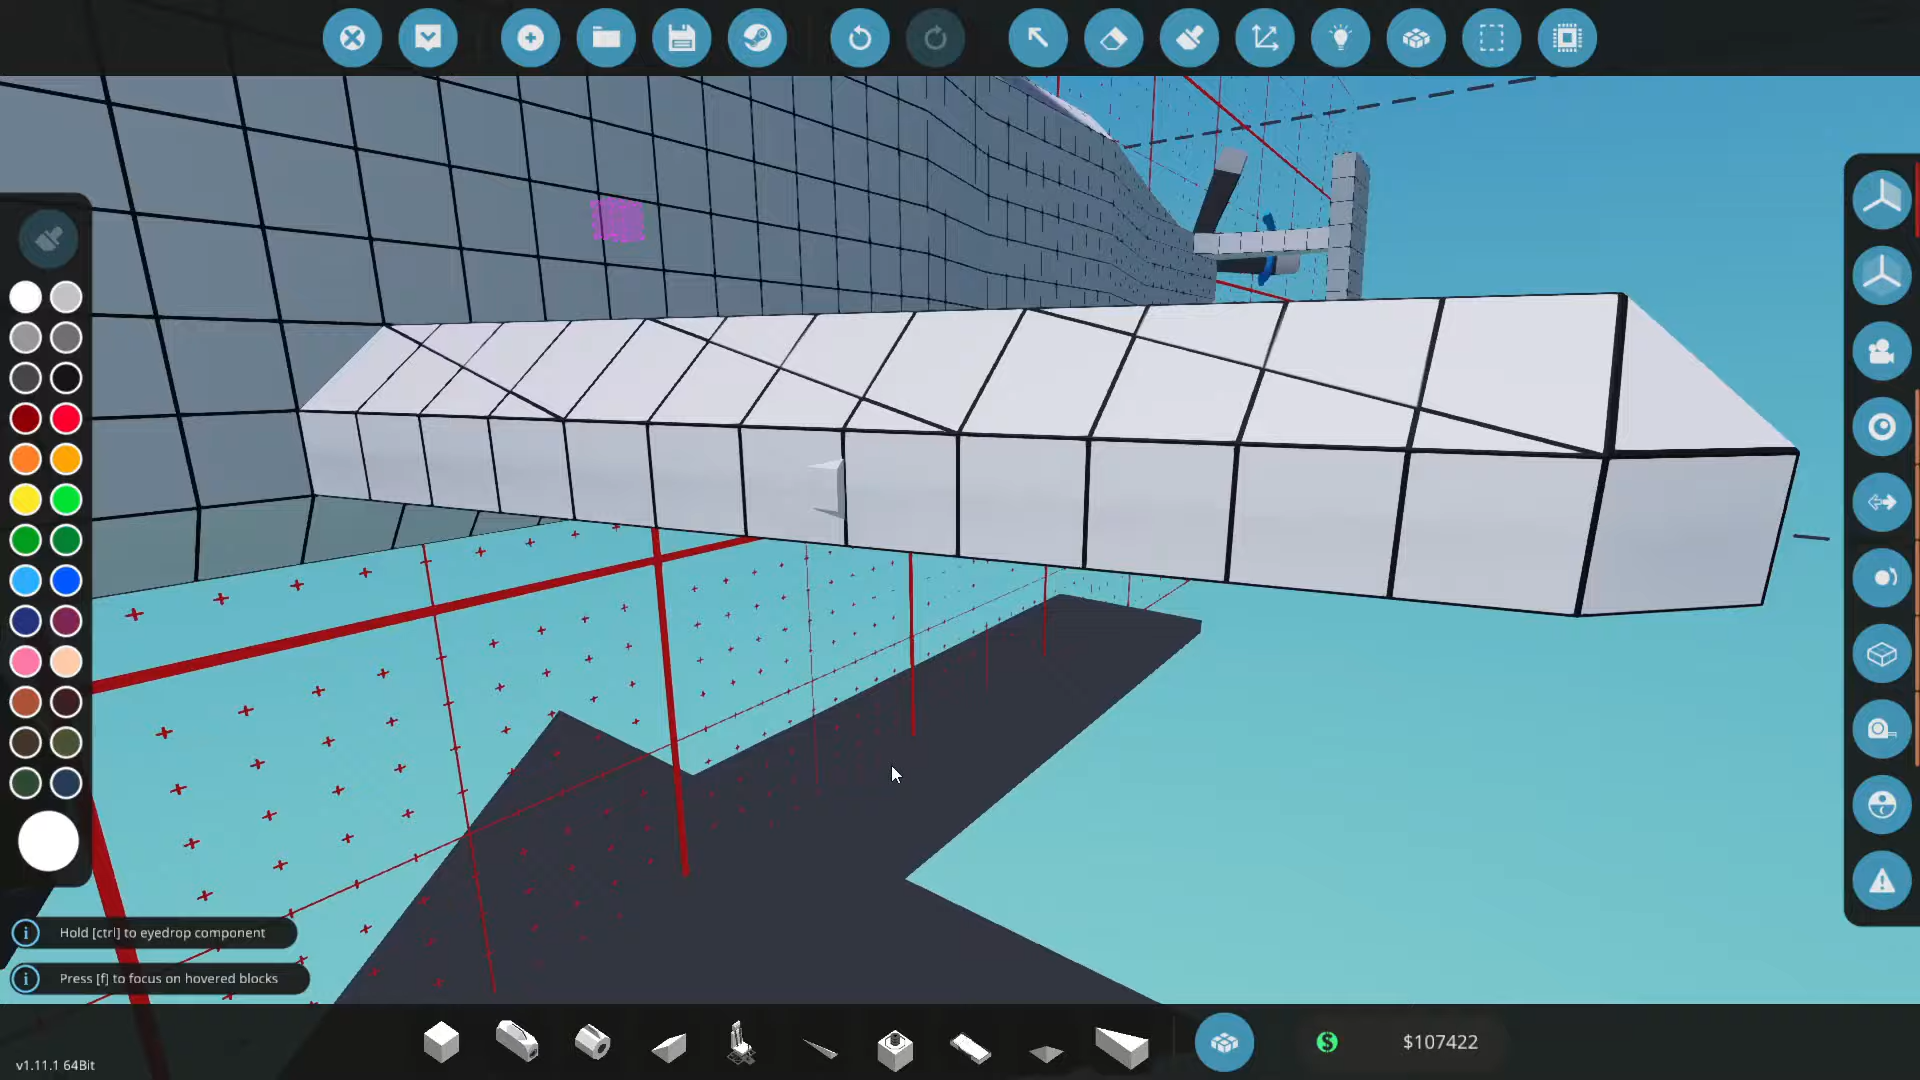 Hold [ctrl] to eyedrop component
Press [f] to focus on hovered blocks
$107422
v1.11.1 64Bit